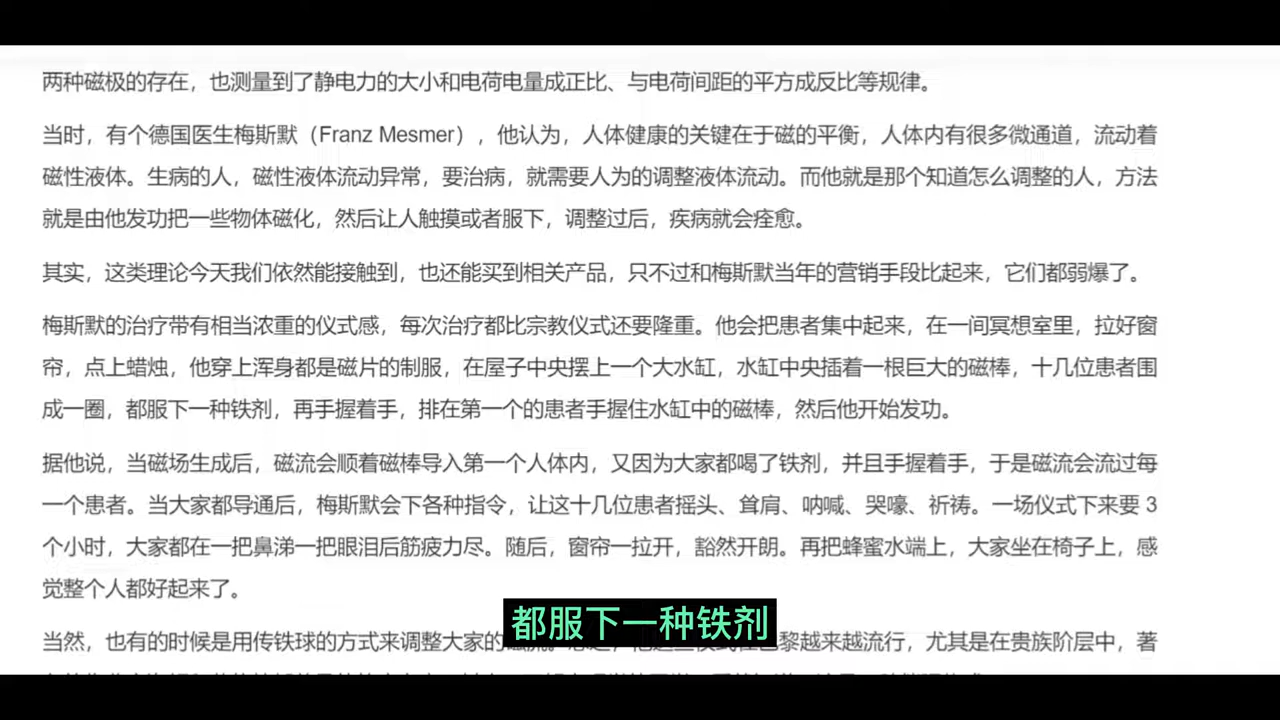 两种磁极的存在，也测量到了静电力的大小和电荷电量成正比、与电荷间距的平方成反比等规律。
当时，有个德国医生梅斯默（Franz Mesmer），他认为，人体健康的关键在于磁的平衡，人体内有很多微通道，流动着
磁性液体。生病的人，磁性液体流动异常，要治病，就需要人为的调整液体流动。而他就是那个知道怎么调整的人，方法
就是由他发功把一些物体磁化，然后让人触摸或者服下，调整过后，疾病就会痊愈。
其实，这类理论今天我们依然能接触到，也还能买到相关产品，只不过和梅斯默当年的营销手段比起来，它们都弱爆了。
梅斯默的治疗带有相当浓重的仪式感，每次治疗都比宗教仪式还要隆重。他会把患者集中起来，在一间冥想室里，拉好窗
帘，点上蜡烛，他穿上浑身都是磁片的制服，在屋子中央摆上一个大水缸，水缸中央插着一根巨大的磁棒，十几位患者围
成一圈，都服下一种铁剂，再手握着手，排在第一个的患者手握住水缸中的磁棒，然后他开始发功。
据他说，当磁场生成后，磁流会顺着磁棒导入第一个人体内，又因为大家都喝了铁剂，并且手握着手，于是磁流会流过每
一个患者。当大家都导通后，梅斯默会下各种指令，让这十几位患者摇头、耸肩、呐喊、哭嚎、祈祷。一场仪式下来要 3
个小时，大家都在一把鼻涕一把眼泪后筋疲力尽。随后，窗帘一拉开，豁然开朗。再把蜂蜜水端上，大家坐在椅子上，感
觉整个人都好起来了。
都服下一种铁剂
当然，也有的时候是用传铁球的方式来调整大家的 黎越来越流行，尤其是在贵族阶层中，著